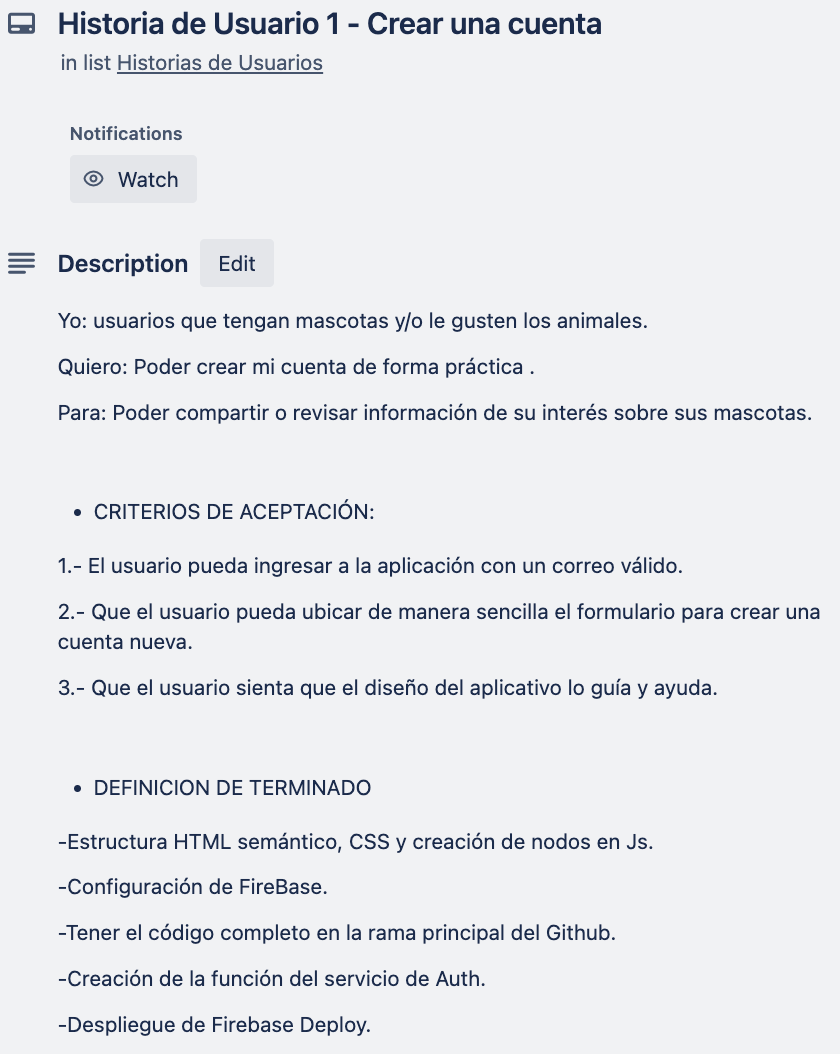 Historia de Usuario 1 - Crear una cuenta
in list Historias de Usuarios
Notifications
Watch
Description Edit
Yo: usuarios que tengan mascotas y/o le gusten los animales.
Quiero: Poder crear mi cuenta de forma práctica .
Para: Poder compartir o revisar información de su interés sobre sus mascotas.
• CRITERIOS DE ACEPTACIÓN:
1.- El usuario pueda ingresar a la aplicación con un correo válido.
2.- Que el usuario pueda ubicar de manera sencilla el formulario para crear una
cuenta nueva.
3.- Que el usuario sienta que el diseño del aplicativo lo guía y ayuda.
• DEFINICION DE TERMINADO
-Estructura HTML semántico, CSS y creación de nodos en Js.
-Configuración de FireBase.
-Tener el código completo en la rama principal del Github.
-Creación de la función del servicio de Auth.
-Despliegue de Firebase Deploy.